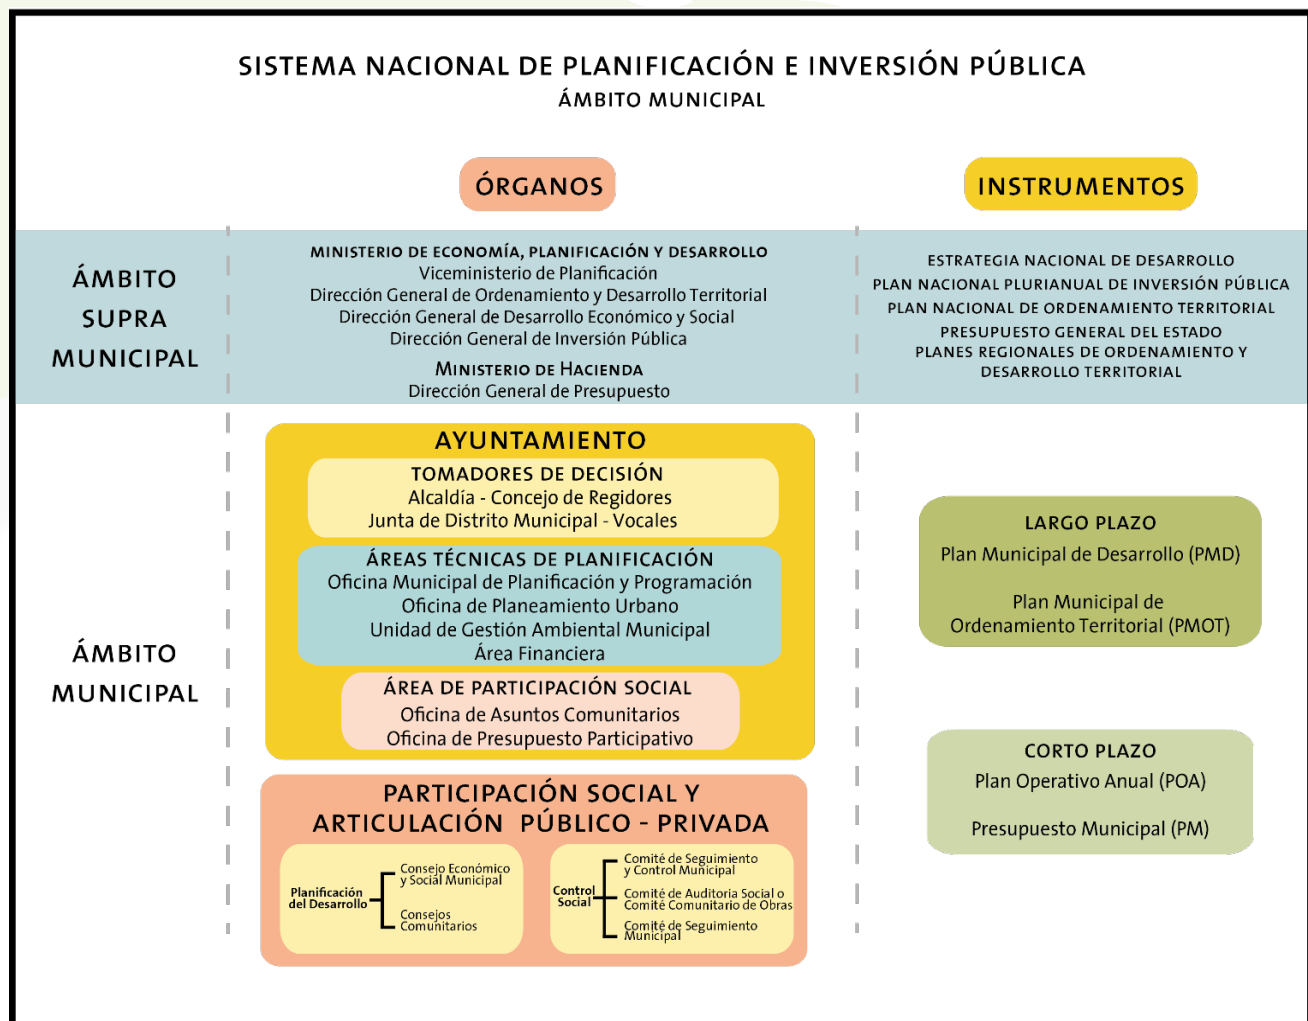 SISTEMA NACIONAL DE PLANIFICACIÓN E INVERSIÓN PÚBLICA
ÁMBITO MUNICIPAL
ÓRGANOS
INSTRUMENTOS
ÁMBITO
SUPRA
MUNICIPAL
MINISTERIO DE ECONOMÍA, PLANIFICACIÓN Y DESARROLLO
Viceministerio de Planificación
Dirección General de Ordenamiento y Desarrollo Territorial
Dirección General de Desarrollo Económico y Social
Dirección General de Inversión Pública
MINISTERIO DE HACIENDA
Dirección General de Presupuesto
ESTRATEGIA NACIONAL DE DESARROLLO
PLAN NACIONAL PLURIANUAL DE INVERSIÓN PÚBLICA
PLAN NACIONAL DE ORDENAMIENTO TERRITORIAL
PRESUPUESTO GENERAL DEL ESTADO
PLANES REGIONALES DE ORDENAMIENTO Y
DESARROLLO TERRITORIAL
ÁMBITO
MUNICIPAL
AYUNTAMIENTO
TOMADORES DE DECISIÓN
Alcaldía - Concejo de Regidores
Junta de Distrito Municipal - Vocales
ÁREAS TÉCNICAS DE PLANIFICACIÓN
Oficina Municipal de Planificación y Programación
Oficina de Planeamiento Urbano
Unidad de Gestión Ambiental Municipal
Área Financiera
ÁREA DE PARTICIPACIÓN SOCIAL
Oficina de Asuntos Comunitarios
Oficina de Presupuesto Participativo
PARTICIPACIÓN SOCIAL Y
ARTICULACIÓN PÚBLICO - PRIVADA
Planificación
del Desarrollo
Consejo Económico
y Social Municipal
Consejos
Comunitarios
Control
Social
Comité de Seguimiento
y Control Municipal
Comité de Auditoria Social o
Comité Comunitario de Obras
Comité de Seguimiento
Municipal
LARGO PLAZO
Plan Municipal de Desarrollo (PMD)
Plan Municipal de
Ordenamiento Territorial (PMOT)
CORTO PLAZO
Plan Operativo Anual (POA)
Presupuesto Municipal (PM)